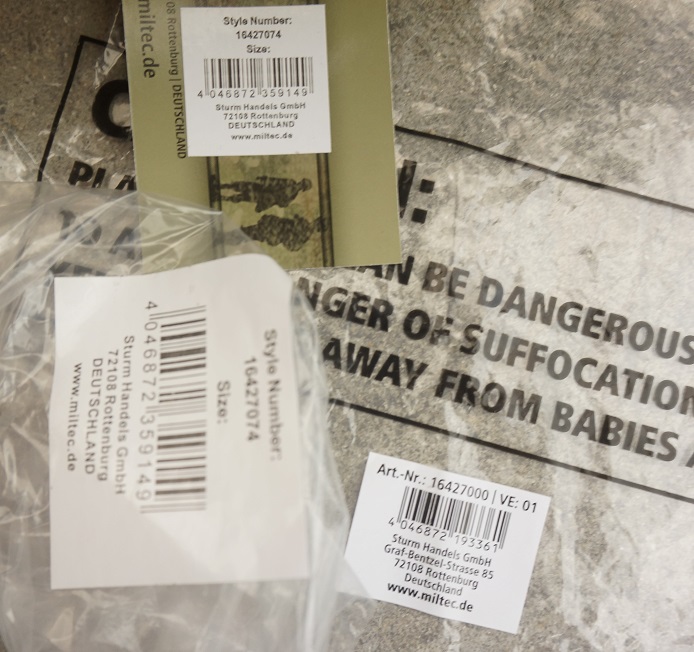 miltec.de
08 Rottenburg | DEUTSCHLAND
Style Number:
16427074
Size:
4 046872 359149
Sturm Handels GmbH
72108 Rottenburg
DEUTSCHLAND
www.miltec.de
CAN BE DANGEROUS
NGER OF SUFFOCATION
AWAY FROM BABIES A
Style Number:
16427074
Size:
4 046872 359149
Sturm Handels GmbH
72108 Rottenburg
DEUTSCHLAND
www.miltec.de
Art.-Nr.: 16427000 | VE: 01
4 046872 193361
Sturm Handels GmbH
Graf-Bentzel-Strasse 85
72108 Rottenburg
Deutschland
www.miltec.de